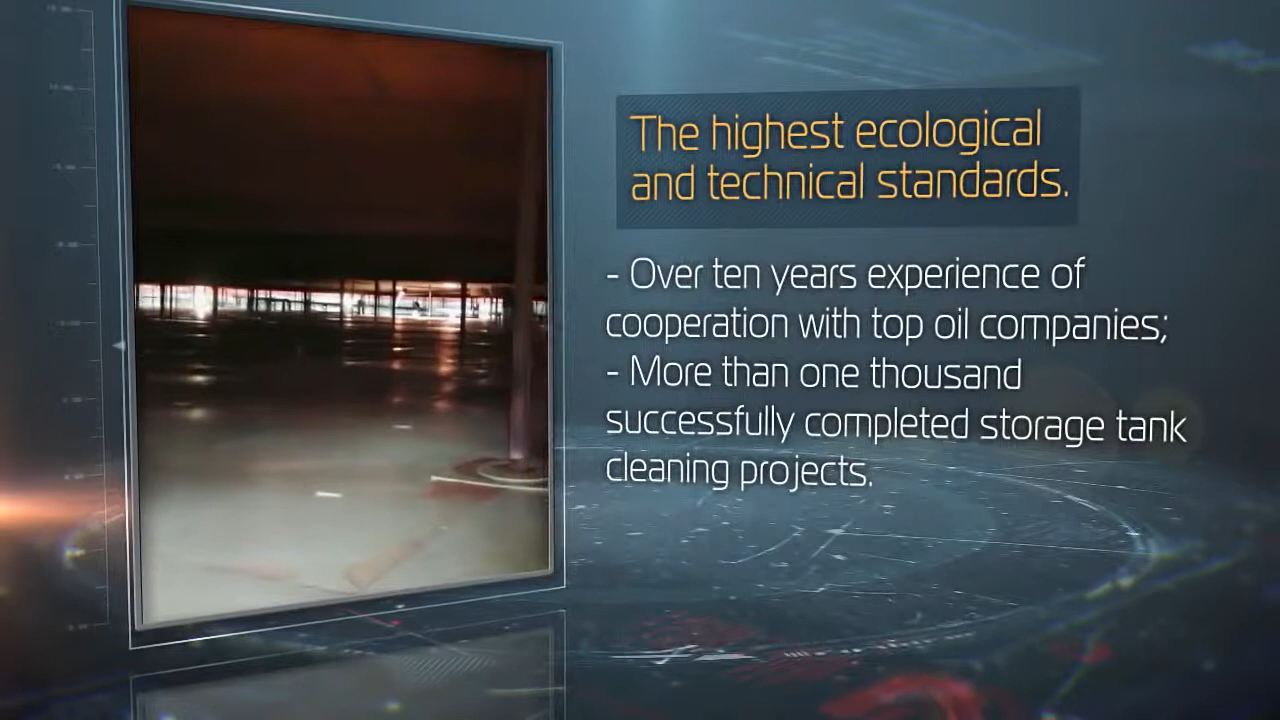 The highest ecological
and technical standards.
- Over ten years experience of
cooperation with top oil companies;
- More than one thousand
successfully completed storage tank
cleaning projects.